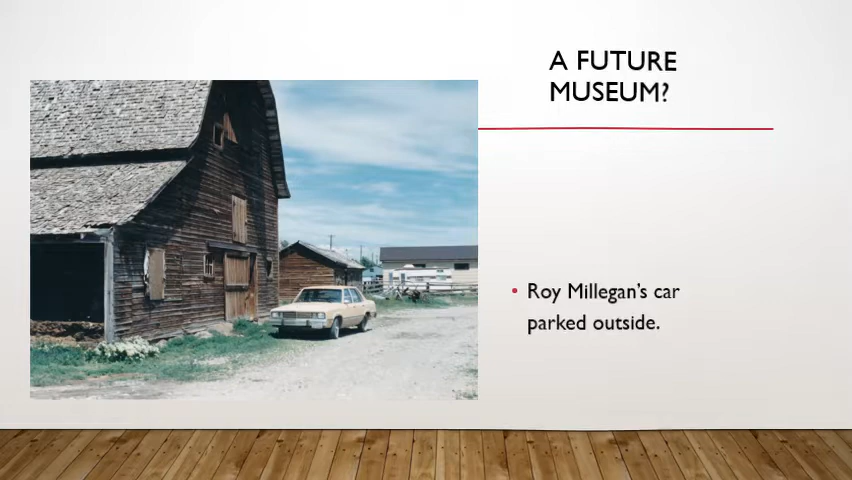 A FUTURE
MUSEUM?
• Roy Millegan's car
parked outside.